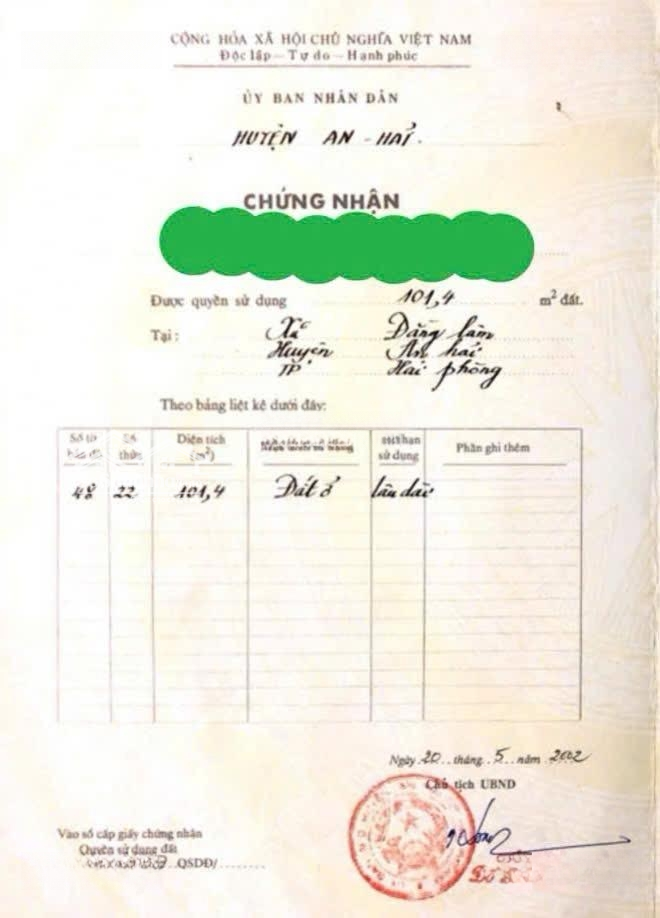 CỘNG HÒA XÃ HỘI CHỦ NGHĨA VIỆT NAM
Độc lập - Tự do - Hạnh phúc
ỦY BAN NHÂN DÂN
HUYỆN AN - HẢI.
CHỨNG NHẬN
Được quyền sử dụng 101,4 m² đất.
Tại: Xã Đằng lâm
Huyện An hải
TP Hải phòng
Theo bảng liệt kê dưới đây:
Số tờ Số Diện tích hạn Phần ghi thêm
thửa (m²) sử dụng
22 101,4 Đất ở lâu dài
Ngày 20 tháng 5 năm 2002
Chủ tịch UBND
Vào sổ cấp giấy chứng nhận
Quyền sử dụng đất
QSDĐ/